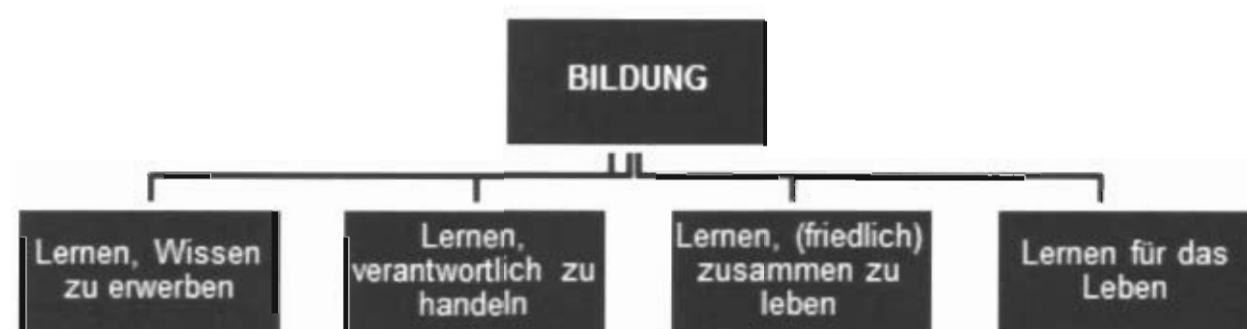 BILDUNG
Lernen, Wissen
zu erwerben
Lernen,
verantwortlich zu
handeln
Lernen, (friedlich)
zusammen zu
leben
Lernen für das
Leben